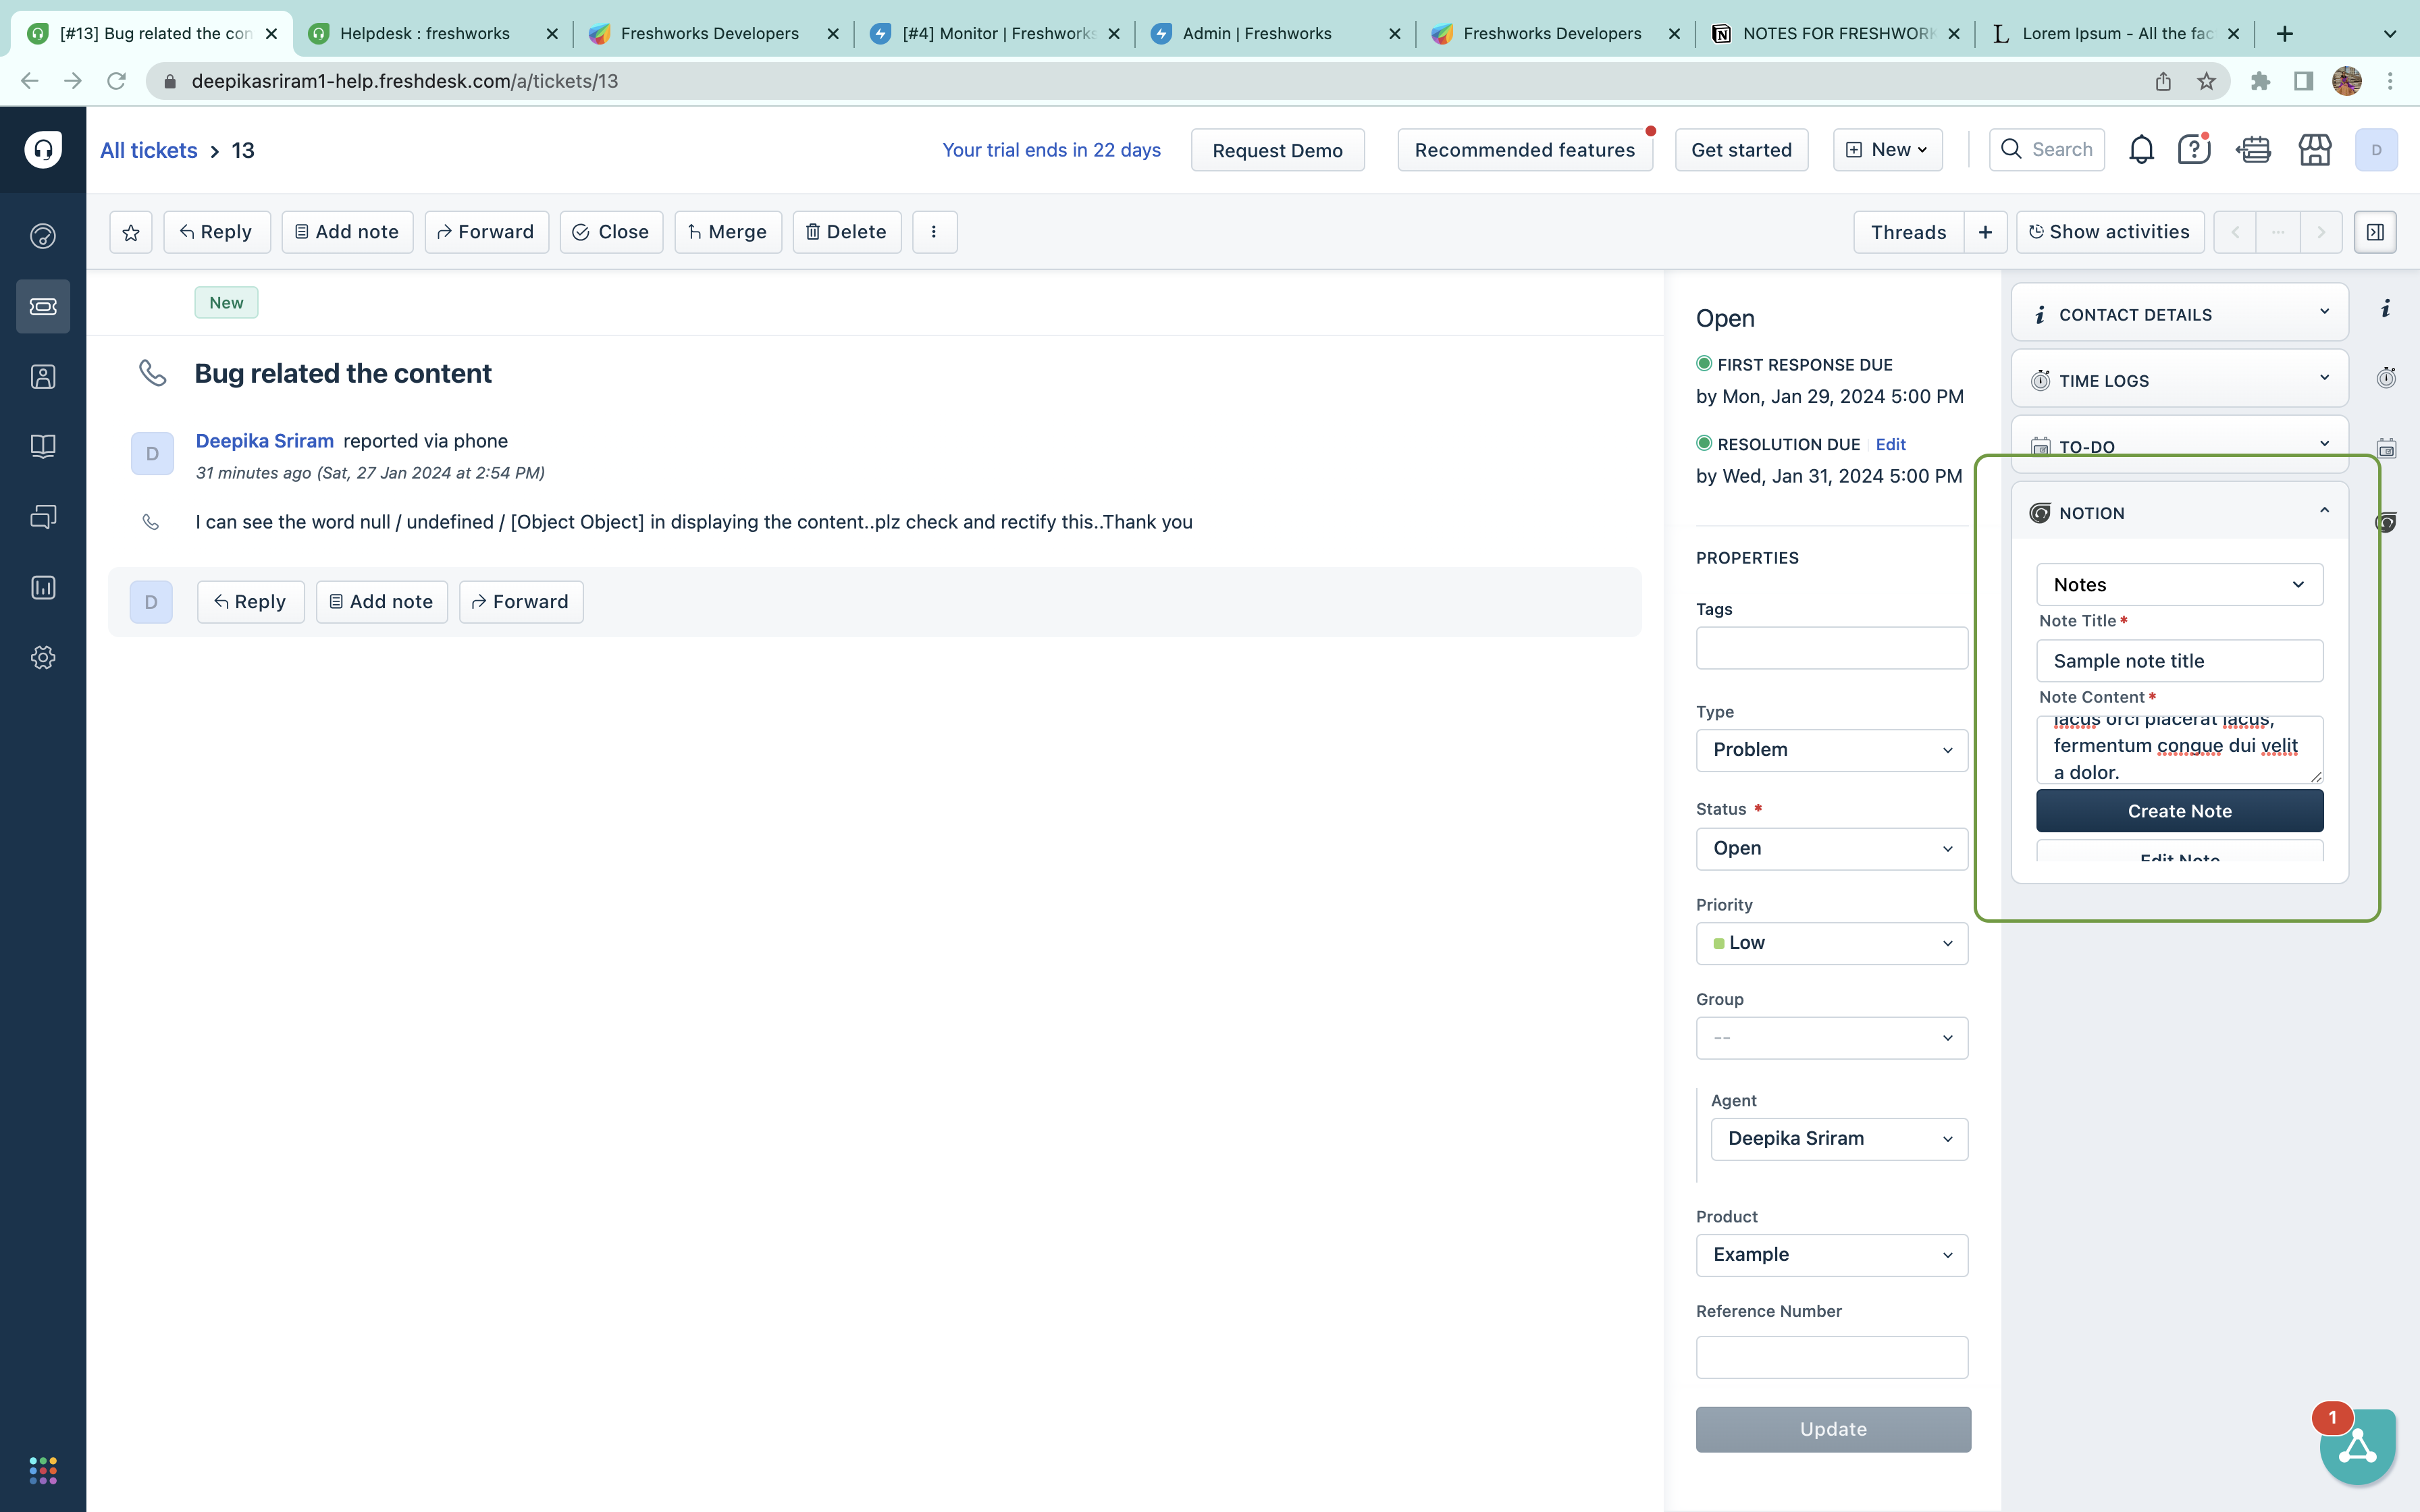 [#13] Bug related the con
Helpdesk : freshworks
Freshworks Developers
[#4] Monitor | Freshworks
Admin | Freshworks
Freshworks Developers
NOTES FOR FRESHWORK
Lorem Ipsum - All the fac
deepikasriram1-help.freshdesk.com/a/tickets/13
All tickets > 13
Your trial ends in 22 days
Request Demo
Recommended features
Get started
New
Search
D
Reply
Add note
Forward
Close
Merge
Delete
Threads
+
Show activities
New
Bug related the content
D
Deepika Sriram reported via phone
31 minutes ago (Sat, 27 Jan 2024 at 2:54 PM)
I can see the word null / undefined / [Object Object] in displaying the content..plz check and rectify this..Thank you
D
Reply
Add note
Forward
Open
FIRST RESPONSE DUE
by Mon, Jan 29, 2024 5:00 PM
RESOLUTION DUE Edit
by Wed, Jan 31, 2024 5:00 PM
PROPERTIES
Tags
Type
Problem
Status *
Open
Priority
Low
Group
--
Agent
Deepika Sriram
Product
Example
Reference Number
Update
CONTACT DETAILS
TIME LOGS
TO-DO
NOTION
Notes
Note Title *
Sample note title
Note Content *
lacus orci placerat lacus,
fermentum congue dui velit
a dolor.
Create Note
Edit Note
1